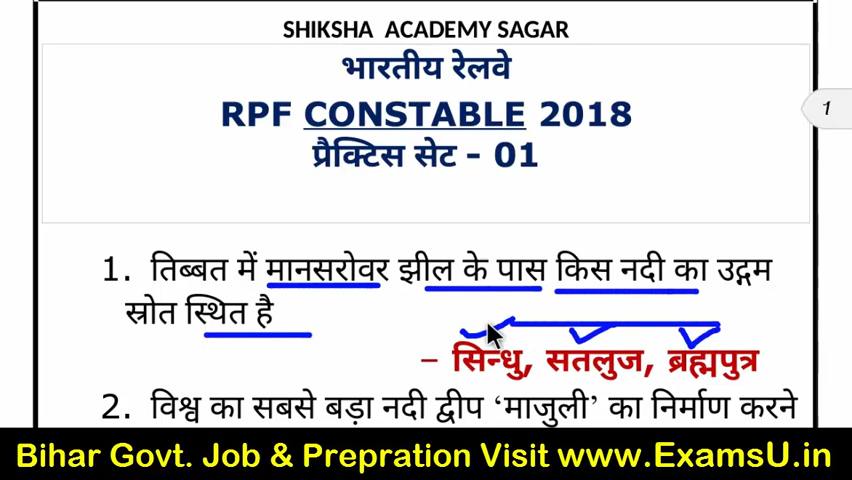 SHIKSHA ACADEMY SAGAR
भारतीय रेलवे
RPF CONSTABLE 2018
प्रैक्टिस सेट - 01
1
1. तिब्बत में मानसरोवर झील के पास किस नदी का उद्गम
स्रोत स्थित है
– सिन्धु, सतलुज, ब्रह्मपुत्र
2. विश्व का सबसे बड़ा नदी द्वीप ‘माजुली’ का निर्माण करने
Bihar Govt. Job & Prepration Visit www.ExamsU.in